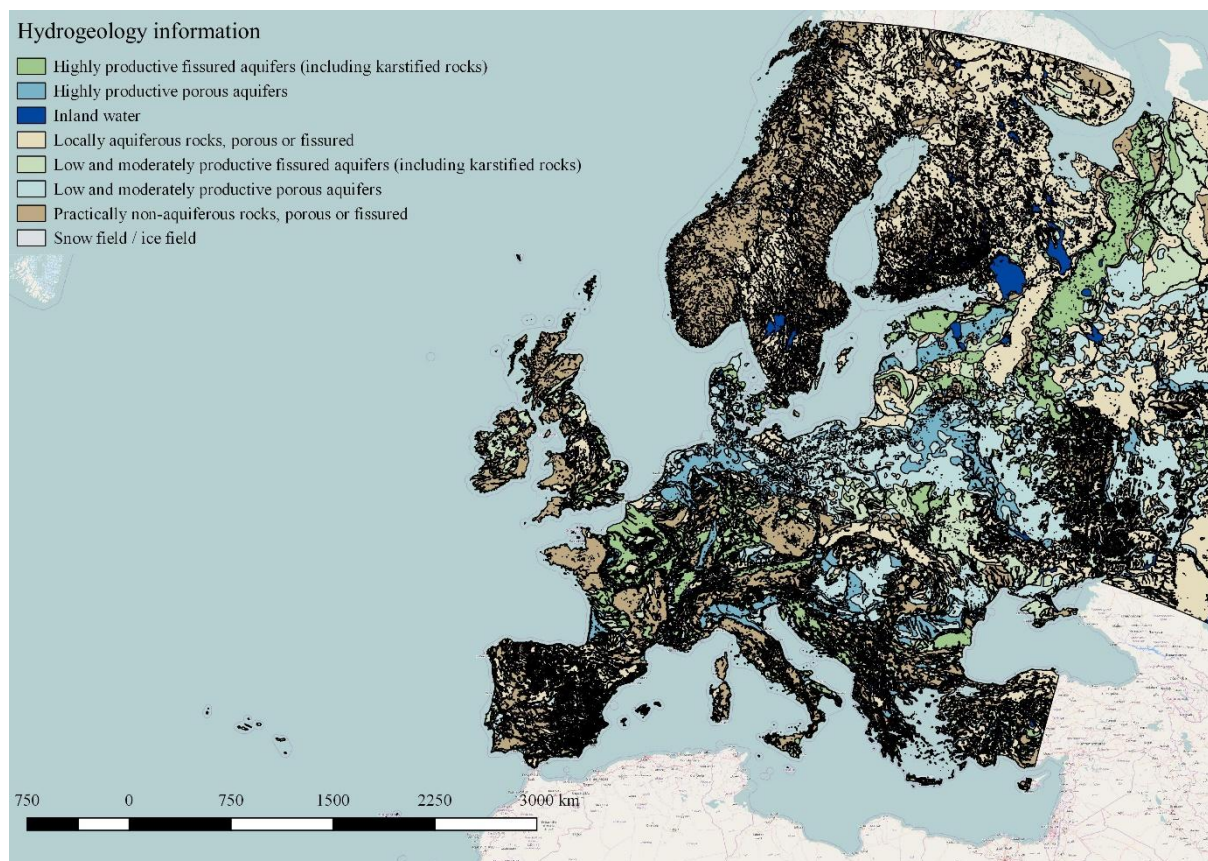 Hydrogeology information
Highly productive fissured aquifers (including karstified rocks)
Highly productive porous aquifers
Inland water
Locally aquiferous rocks, porous or fissured
Low and moderately productive fissured aquifers (including karstified rocks)
Low and moderately productive porous aquifers
Practically non-aquiferous rocks, porous or fissured
Snow field / ice field
750 0 750 1500 2250 3000 km